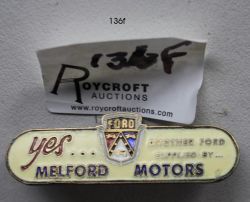 136f
136F
ROYCROFT
AUCTIONS
www.roycroftauctions.com
FORD
yes... ANOTHER FORD
SUPPLIED BY...
MELFORD MOTORS